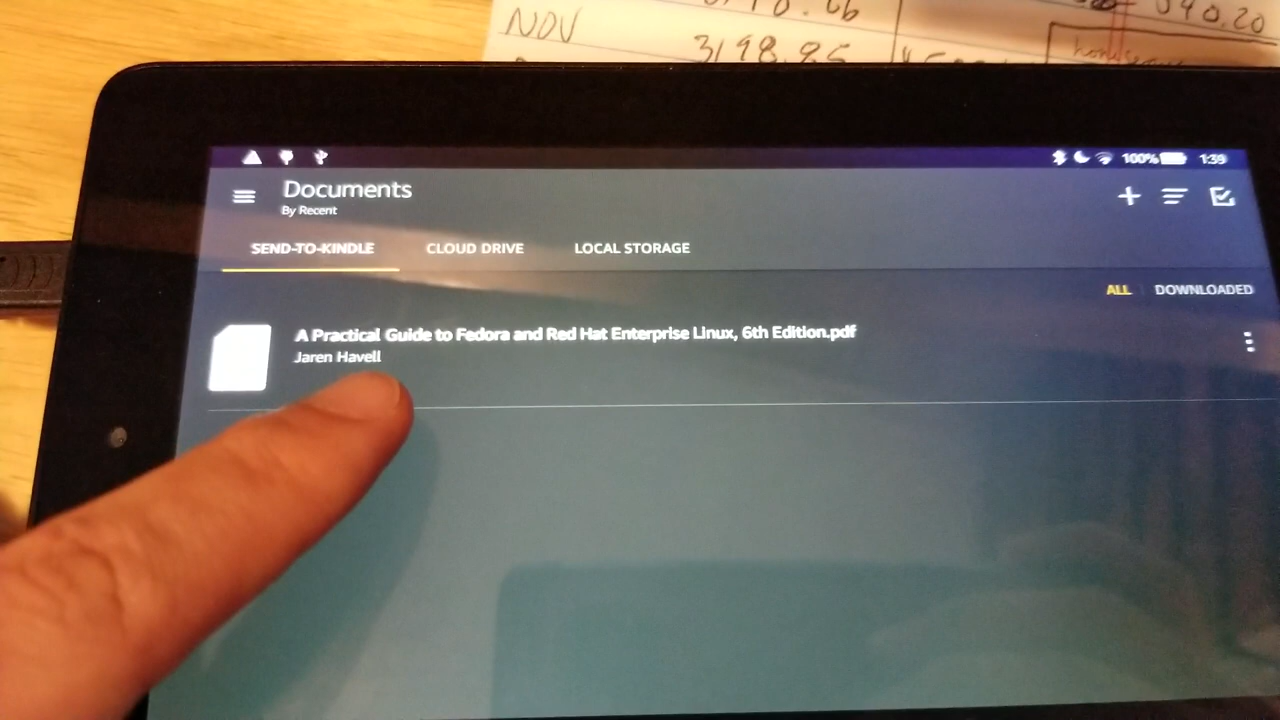 NOV
3198.85
100% 1:39
Documents
By Recent
SEND-TO-KINDLE CLOUD DRIVE LOCAL STORAGE
ALL DOWNLOADED
A Practical Guide to Fedora and Red Hat Enterprise Linux, 6th Edition.pdf
Jaren Havell